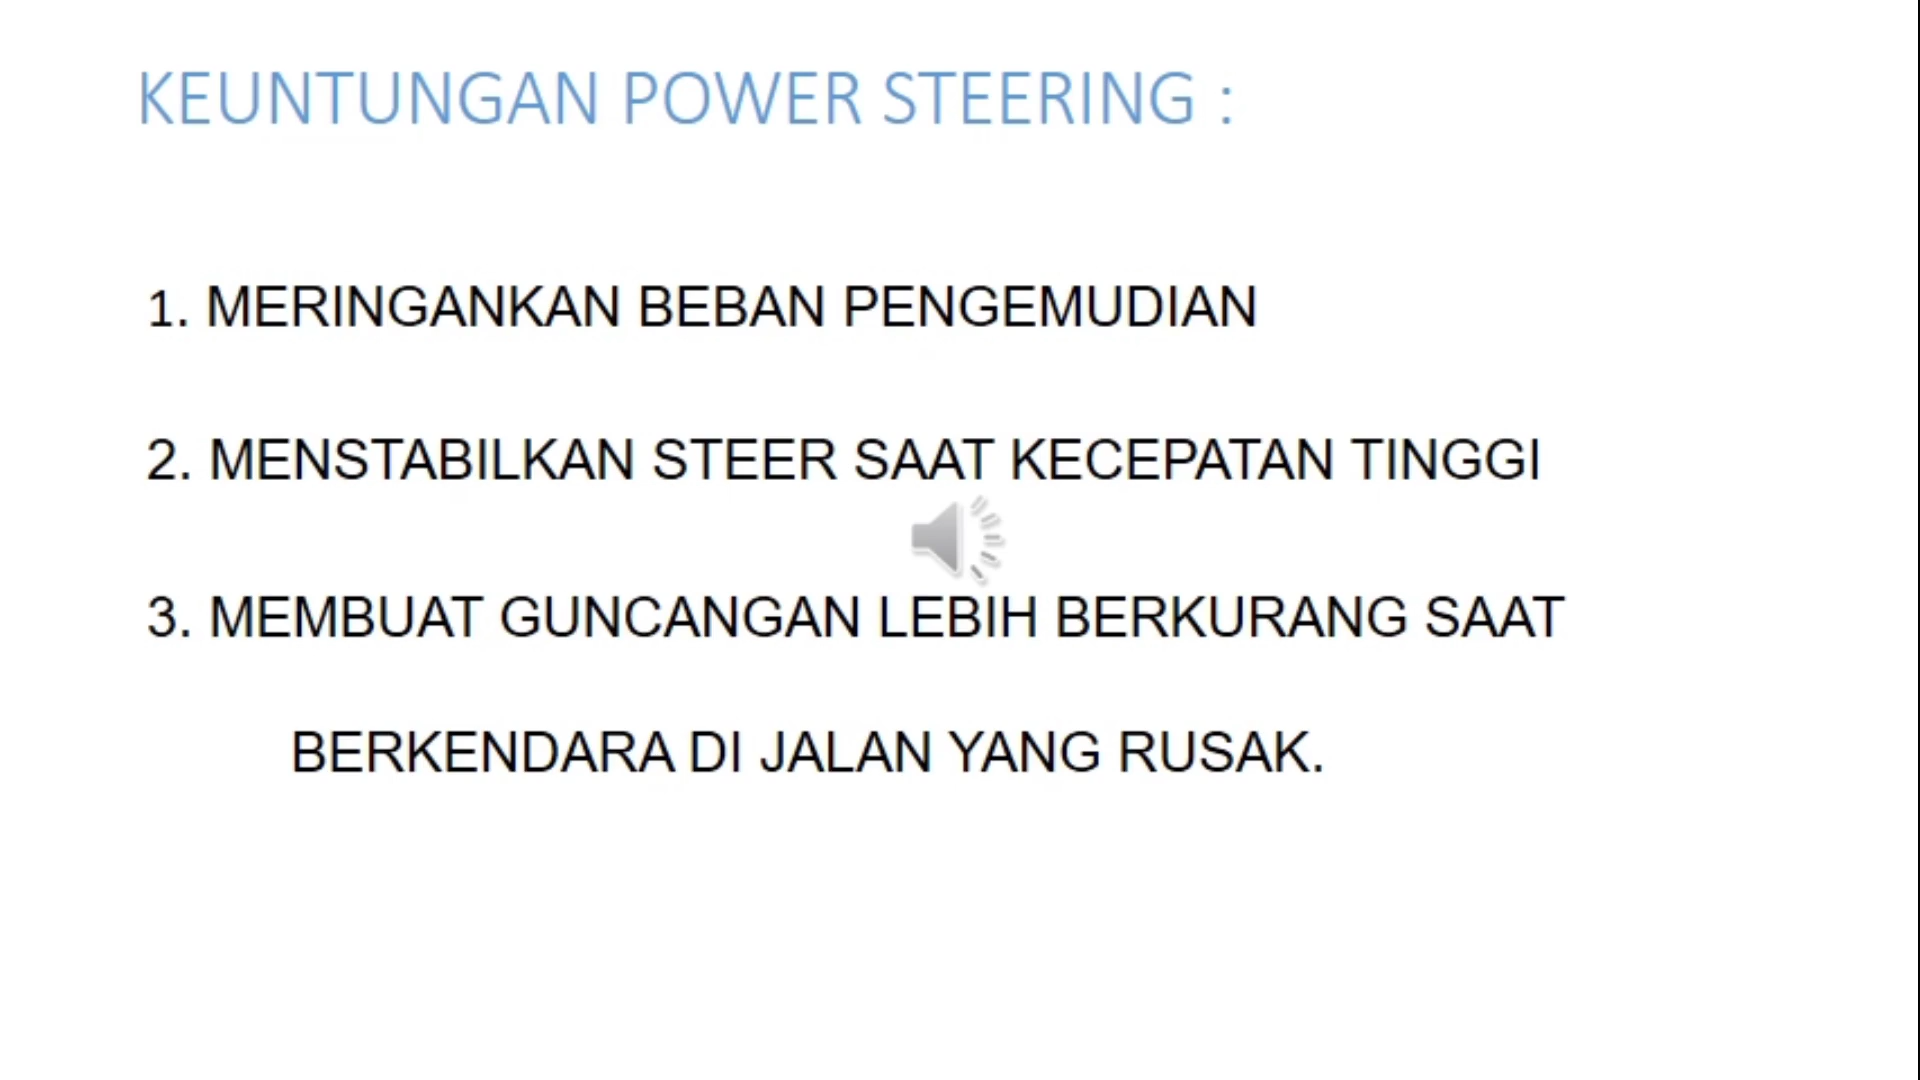 KEUNTUNGAN POWER STEERING :
1. MERINGANKAN BEBAN PENGEMUDIAN
2. MENSTABILKAN STEER SAAT KECEPATAN TINGGI
3. MEMBUAT GUNCANGAN LEBIH BERKURANG SAAT
BERKENDARA DI JALAN YANG RUSAK.